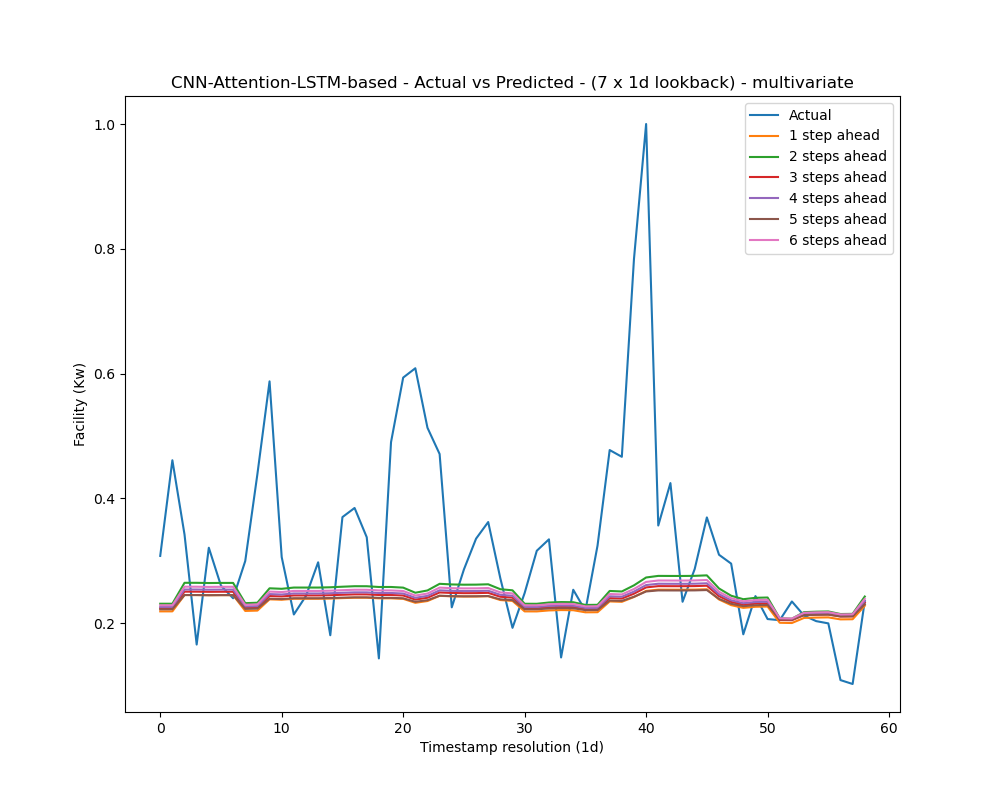 CNN-Attention-LSTM-based - Actual vs Predicted - (7 x 1d lookback) - multivariate
Actual
1 step ahead
2 steps ahead
3 steps ahead
4 steps ahead
5 steps ahead
6 steps ahead
1.0
0.8
0.6
0.4
0.2
Facility (Kw)
0 10 20 30 40 50 60
Timestamp resolution (1d)